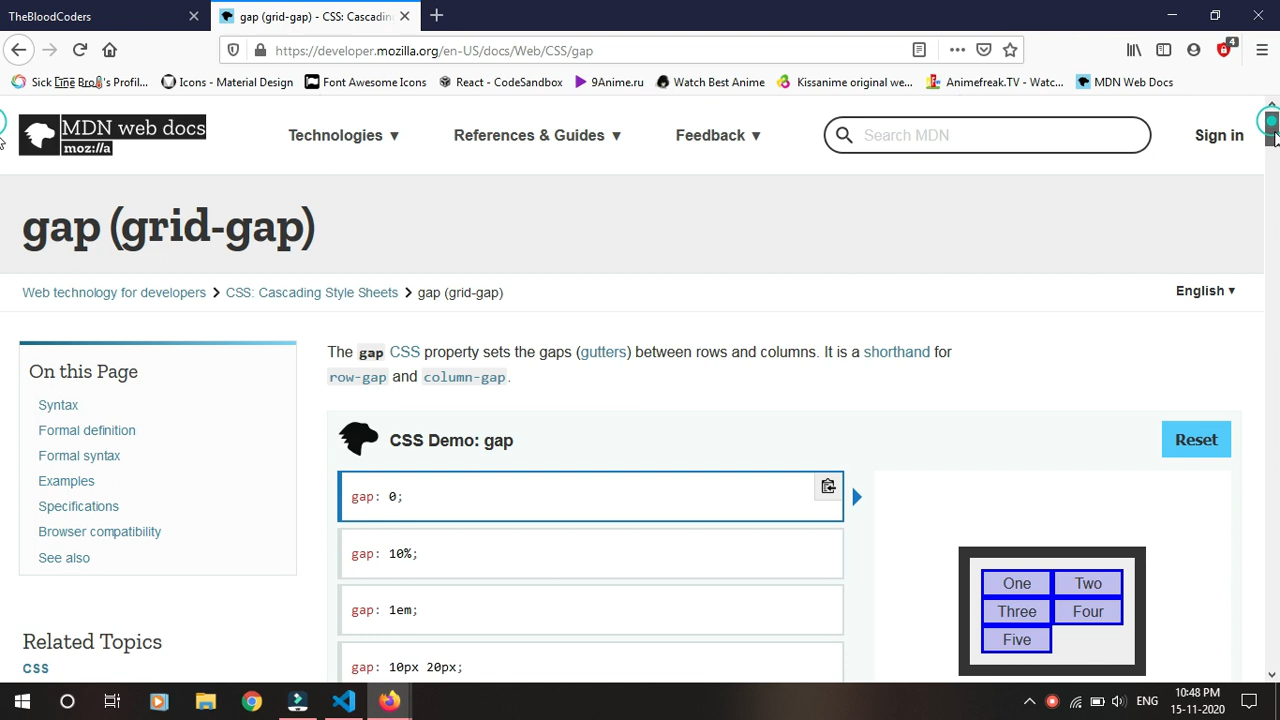 TheBloodCoders
gap (grid-gap) - CSS: Cascadin
https://developer.mozilla.org/en-US/docs/Web/CSS/gap
4
Sick Bro's Profil...
Icons - Material Design
Font Awesome Icons
React - CodeSandbox
9Anime.ru
Watch Best Anime
Kissanime original we...
Animefreak.TV - Watc...
MDN Web Docs
MDN web docs
moz://a
Technologies ▼
References & Guides ▼
Feedback ▼
Search MDN
Sign in
gap (grid-gap)
Web technology for developers > CSS: Cascading Style Sheets > gap (grid-gap)
English ▼
On this Page
Syntax
Formal definition
Formal syntax
Examples
Specifications
Browser compatibility
See also
Related Topics
CSS
The gap CSS property sets the gaps (gutters) between rows and columns. It is a shorthand for
row-gap and column-gap.
CSS Demo: gap
Reset
gap: 0;
gap: 10%;
gap: 1em;
gap: 10px 20px;
One Two
Three Four
Five
ENG
10:48 PM
15-11-2020